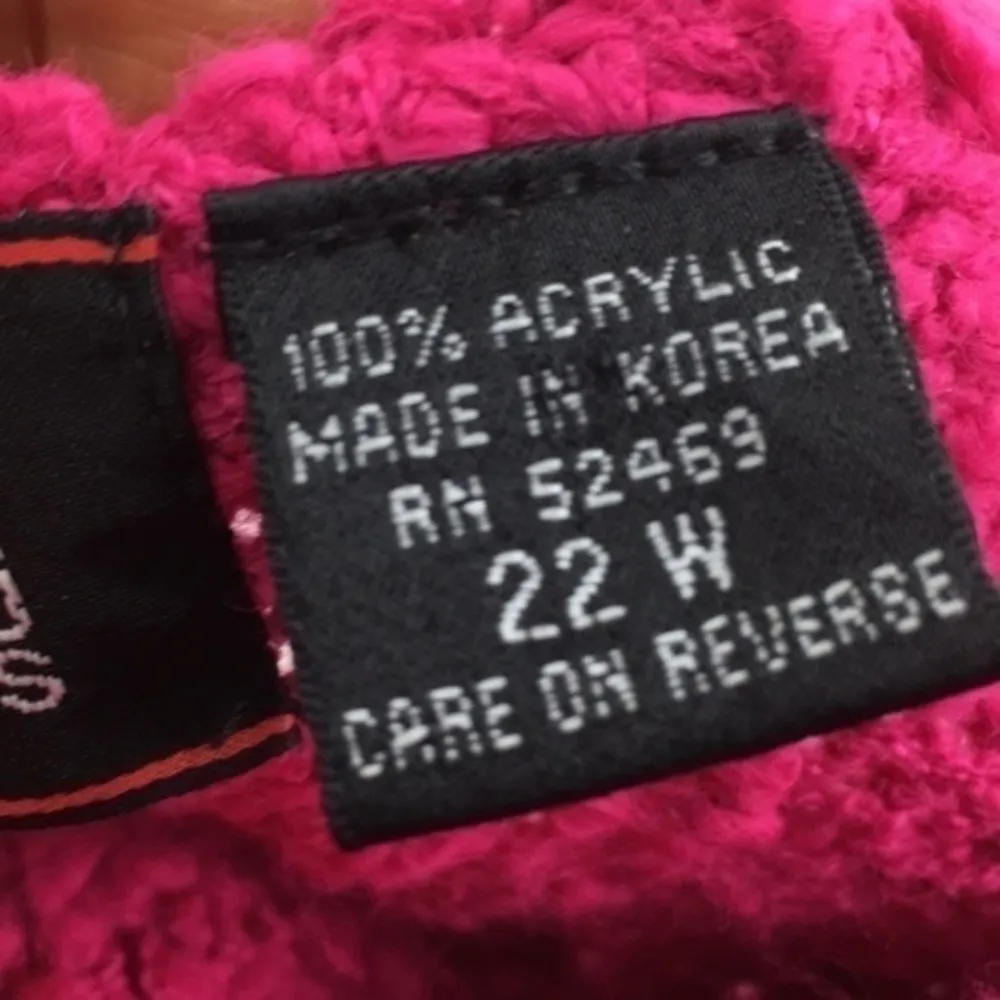 100% ACRYLIC
MADE IN KOREA
RN 52469
22 W
CARE ON REVERSE